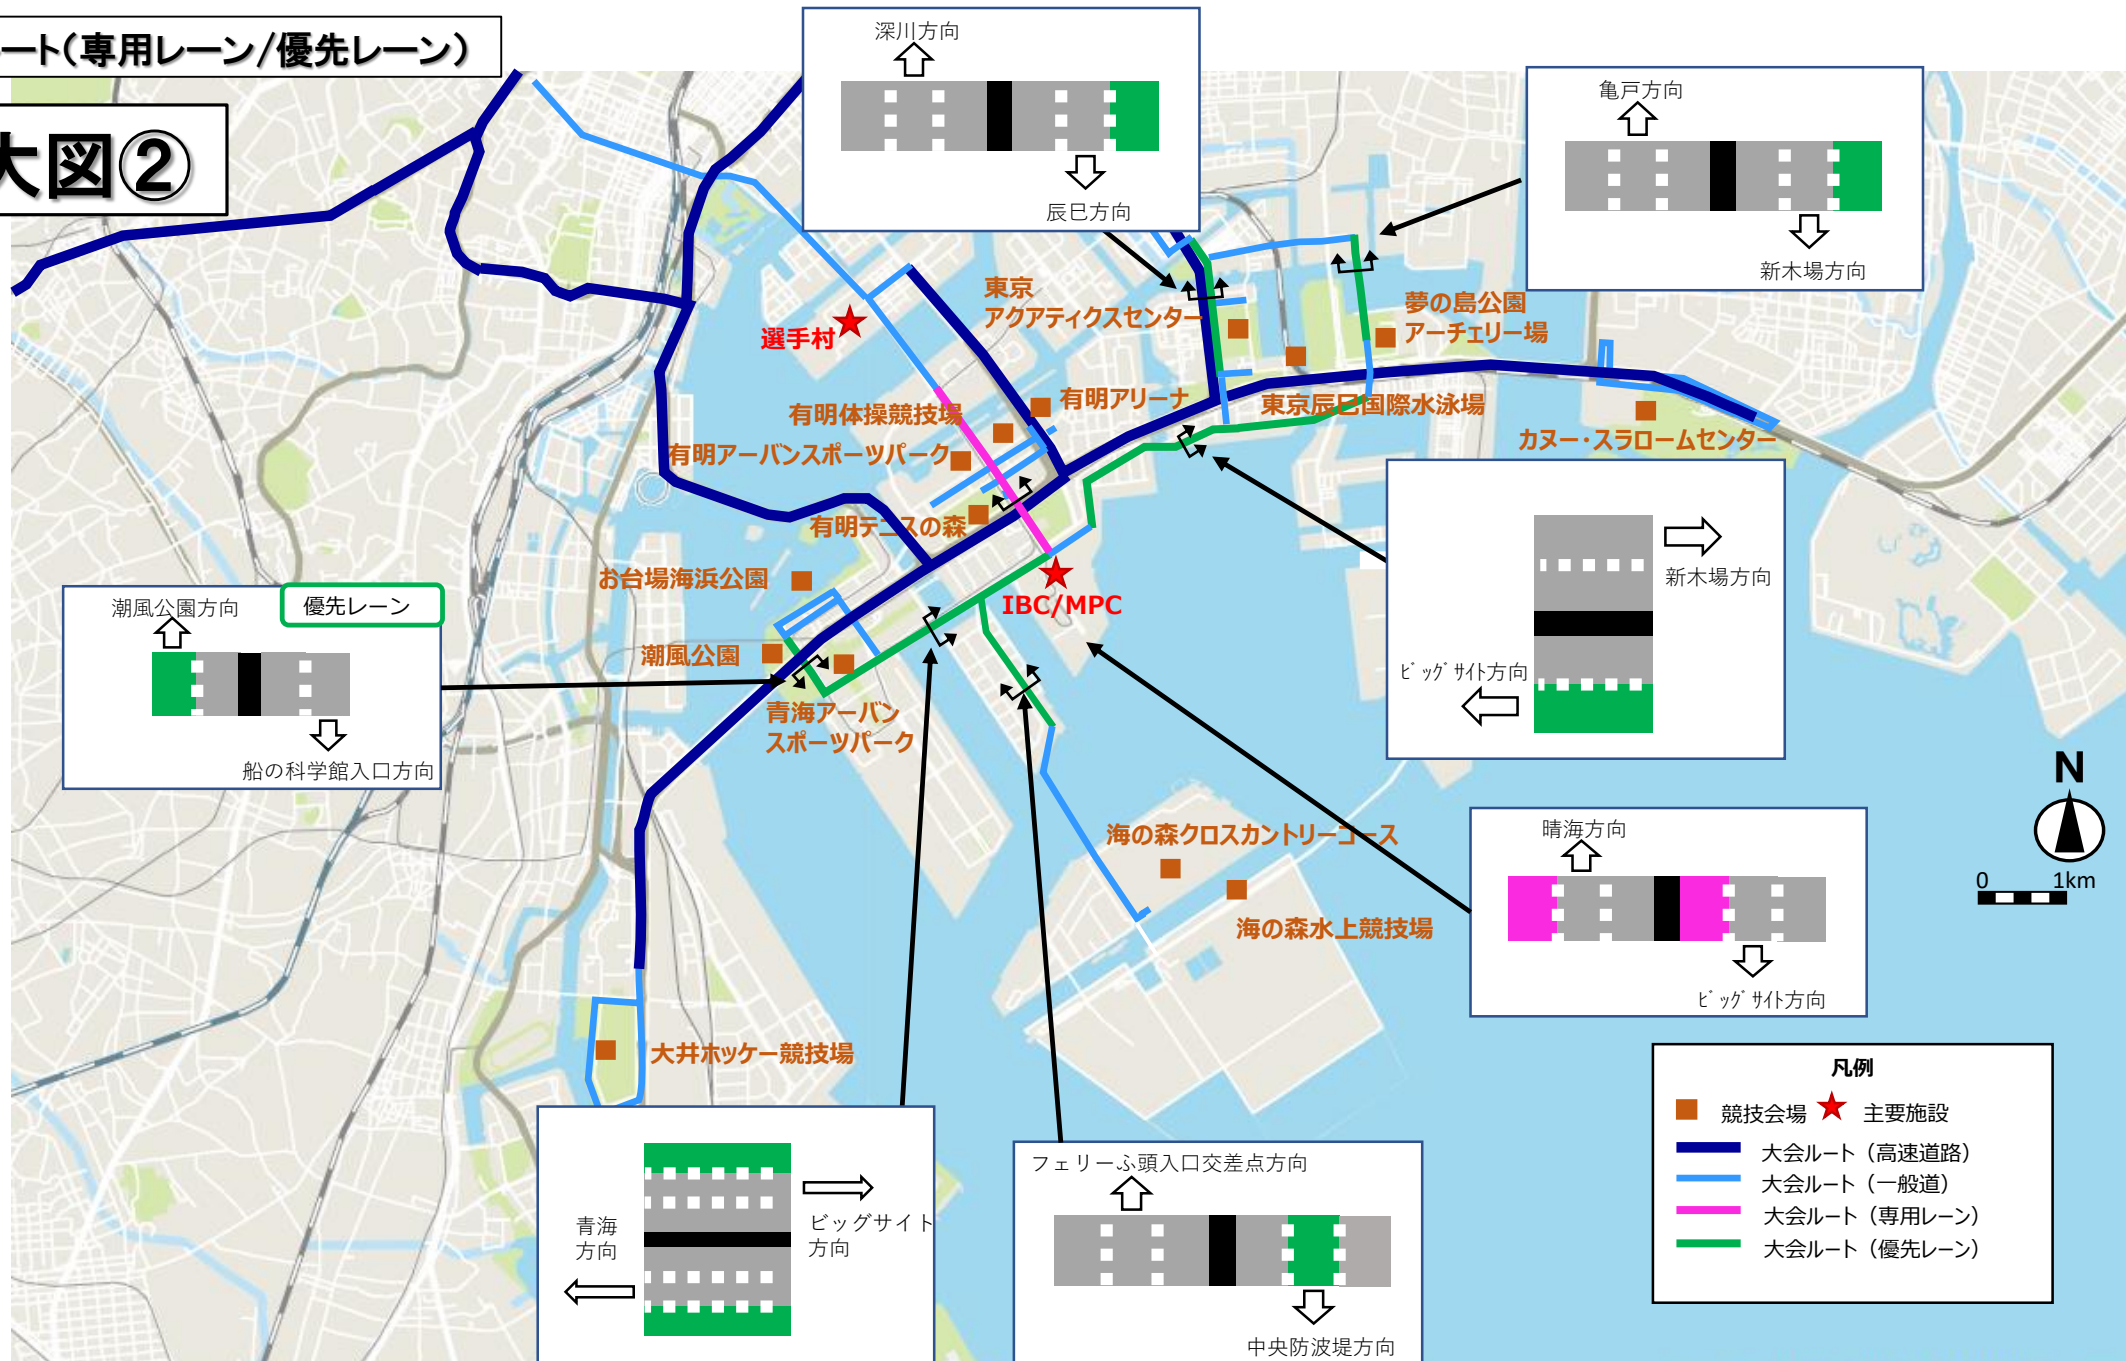 ート(専用レーン/優先レーン)
大図②
深川方向
辰巳方向
亀戸方向
新木場方向
東京
アクアティクスセンター
夢の島公園
アーチェリー場
選手村
有明アリーナ
東京辰巳国際水泳場
有明体操競技場
カヌー・スラロームセンター
有明アーバンスポーツパーク
有明テニスの森
お台場海浜公園
IBC/MPC
新木場方向
ビッグサイト方向
潮風公園方向
優先レーン
船の科学館入口方向
潮風公園
青海アーバン
スポーツパーク
N
0 1km
海の森クロスカントリーコース
海の森水上競技場
晴海方向
ビッグサイト方向
大井ホッケー競技場
青海
方向
ビッグサイト
方向
フェリーふ頭入口交差点方向
中央防波堤方向
凡例
競技会場 主要施設
大会ルート（高速道路）
大会ルート（一般道）
大会ルート（専用レーン）
大会ルート（優先レーン）